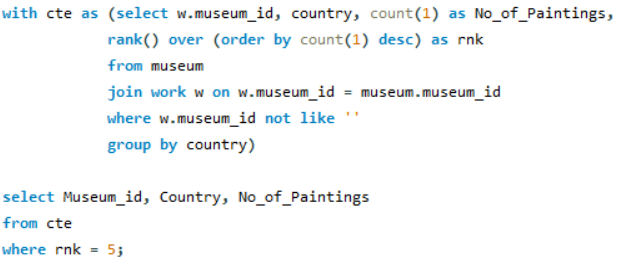 with cte as (select w.museum_id, country, count(1) as No_of_Paintings,
rank() over (order by count(1) desc) as rnk
from museum
join work w on w.museum_id = museum.museum_id
where w.museum_id not like ''
group by country)
select Museum_id, Country, No_of_Paintings
from cte
where rnk = 5;